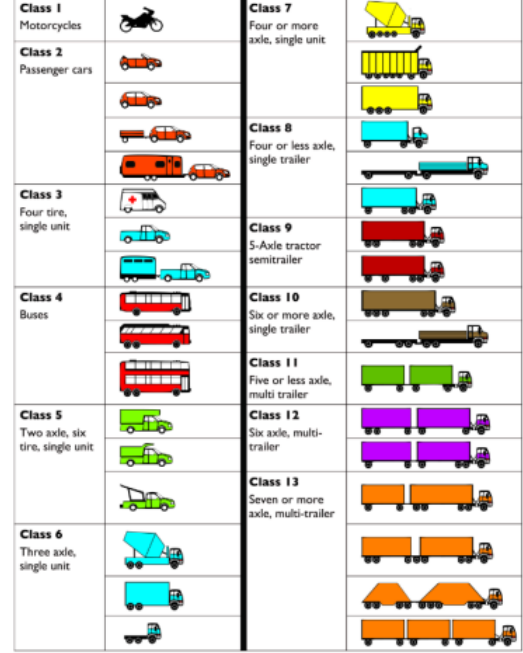 Class 1
Motorcycles
Class 2
Passenger cars
Class 3
Four tire,
single unit
Class 4
Buses
Class 5
Two axle, six
tire, single unit
Class 6
Three axle,
single unit
Class 7
Four or more
axle, single unit
Class 8
Four or less axle,
single trailer
Class 9
5-Axle tractor
semitrailer
Class 10
Six or more axle,
single trailer
Class 11
Five or less axle,
multi trailer
Class 12
Six axle, multi-
trailer
Class 13
Seven or more
axle, multi-trailer